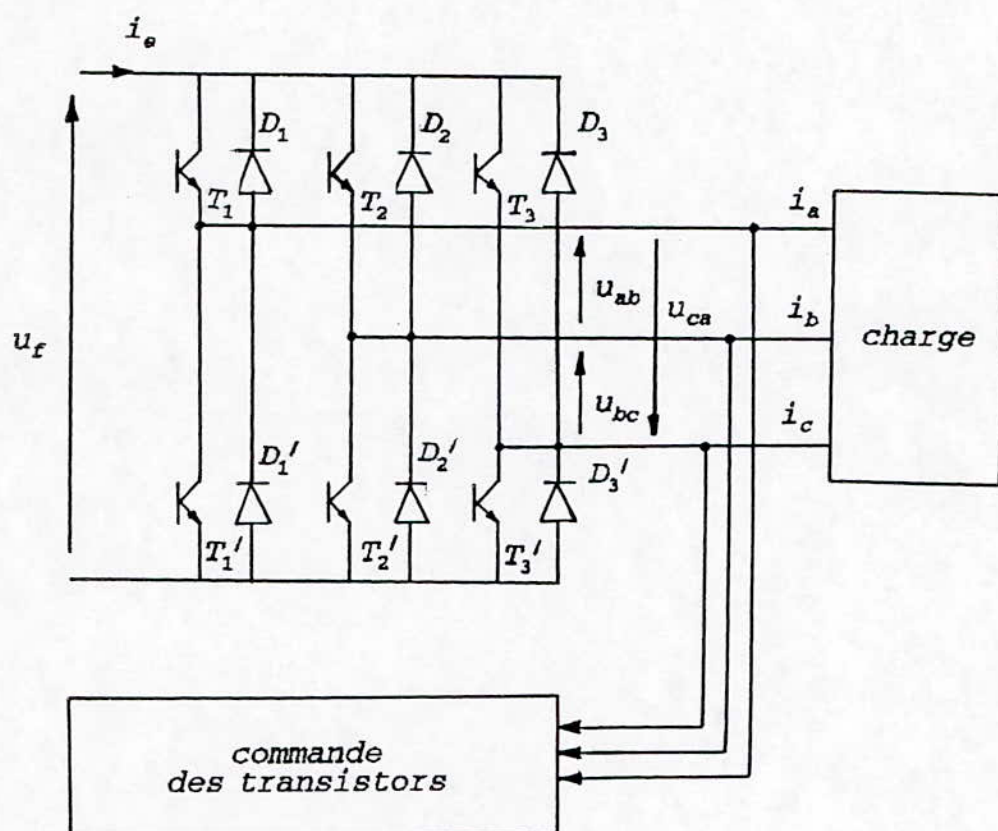 i_e
D_1
D_2
D_3
T_1
T_2
T_3
i_a
u_f
u_ab
u_ca
i_b
charge
u_bc
i_c
D_1'
D_2'
D_3'
T_1'
T_2'
T_3'
commande
des transistors